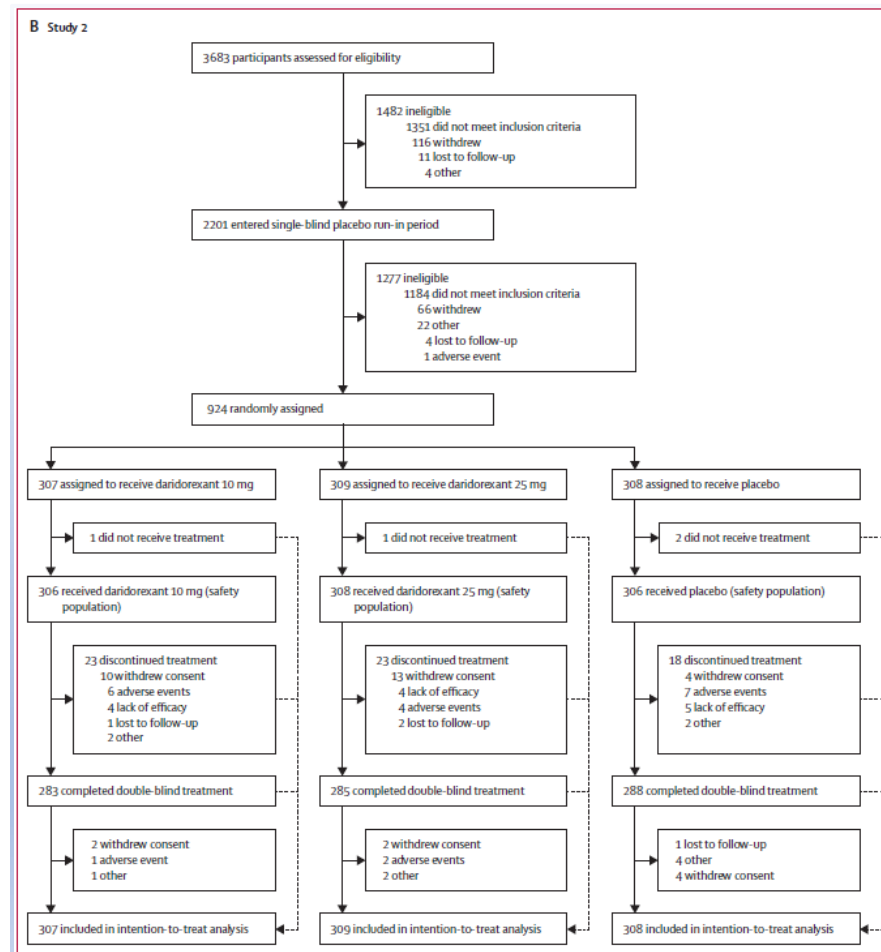 B Study 2
3683 participants assessed for eligibility
1482 ineligible
1351 did not meet inclusion criteria
116 withdrew
11 lost to follow-up
4 other
2201 entered single-blind placebo run-in period
1277 ineligible
1184 did not meet inclusion criteria
66 withdrew
22 other
4 lost to follow-up
1 adverse event
924 randomly assigned
307 assigned to receive daridorexant 10 mg
309 assigned to receive daridorexant 25 mg
308 assigned to receive placebo
1 did not receive treatment
1 did not receive treatment
2 did not receive treatment
306 received daridorexant 10 mg (safety
population)
308 received daridorexant 25 mg (safety
population)
306 received placebo (safety population)
23 discontinued treatment
10 withdrew consent
6 adverse events
4 lack of efficacy
1 lost to follow-up
2 other
23 discontinued treatment
13 withdrew consent
4 lack of efficacy
4 adverse events
2 lost to follow-up
18 discontinued treatment
4 withdrew consent
7 adverse events
5 lack of efficacy
2 other
283 completed double-blind treatment
285 completed double-blind treatment
288 completed double-blind treatment
2 withdrew consent
1 adverse event
1 other
2 withdrew consent
2 adverse events
2 other
1 lost to follow-up
4 other
4 withdrew consent
307 included in intention-to-treat analysis
309 included in intention-to-treat analysis
308 included in intention-to-treat analysis